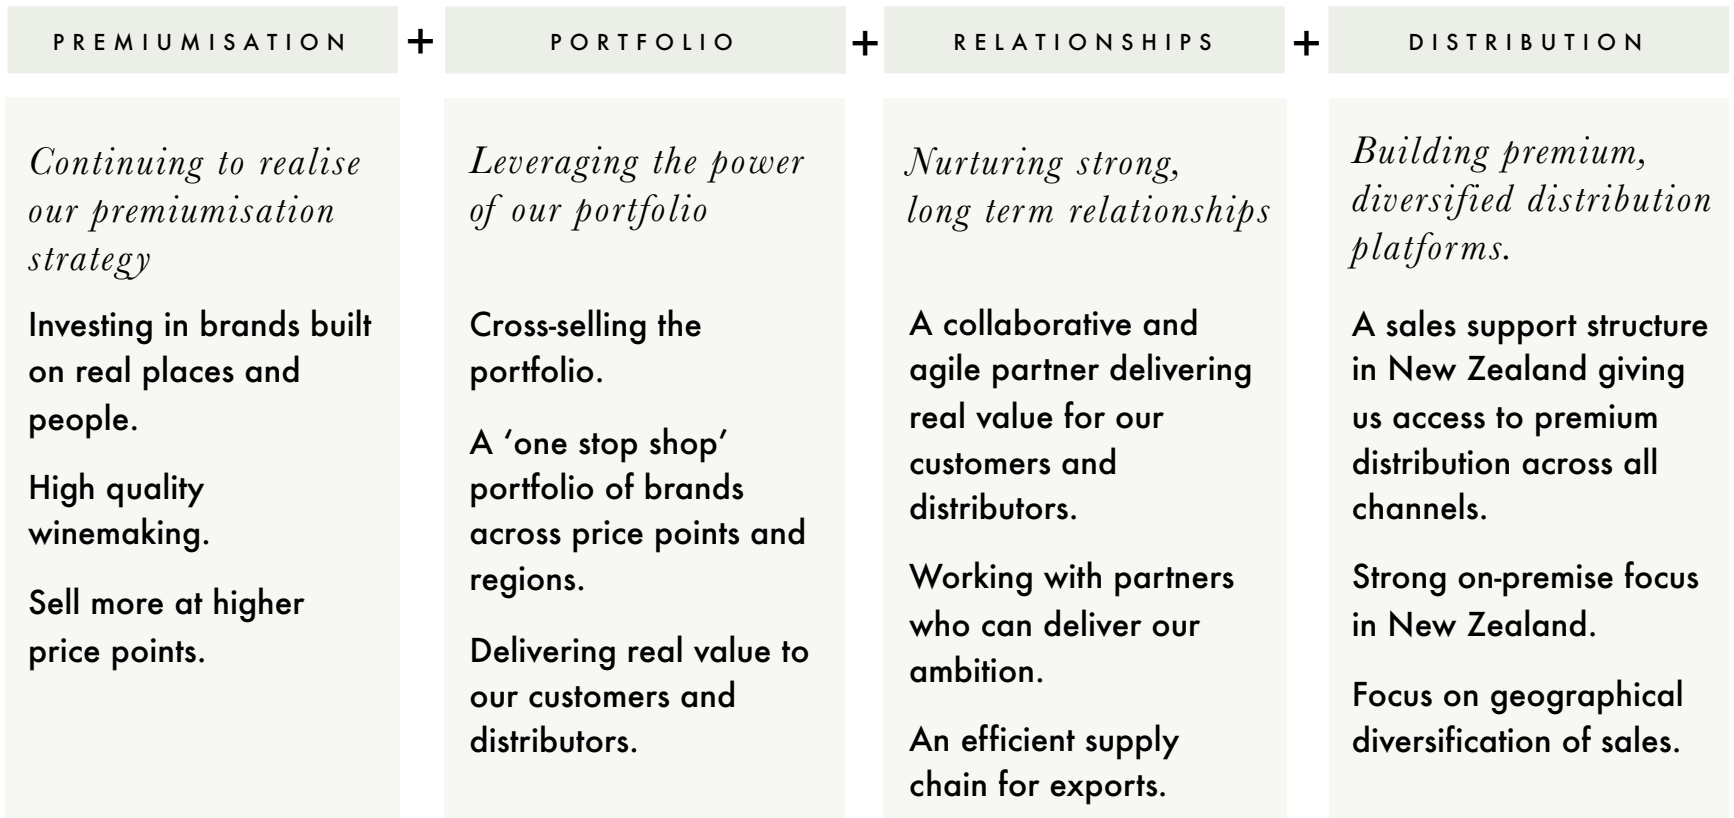 PREMIUMISATION + PORTFOLIO + RELATIONSHIPS + DISTRIBUTION
Continuing to realise
our premiumisation
strategy
Investing in brands built
on real places and
people.
High quality
winemaking.
Sell more at higher
price points.
Leveraging the power
of our portfolio
Cross-selling the
portfolio.
A ‘one stop shop’
portfolio of brands
across price points and
regions.
Delivering real value to
our customers and
distributors.
Nurturing strong,
long term relationships
A collaborative and
agile partner delivering
real value for our
customers and
distributors.
Working with partners
who can deliver our
ambition.
An efficient supply
chain for exports.
Building premium,
diversified distribution
platforms.
A sales support structure
in New Zealand giving
us access to premium
distribution across all
channels.
Strong on-premise focus
in New Zealand.
Focus on geographical
diversification of sales.